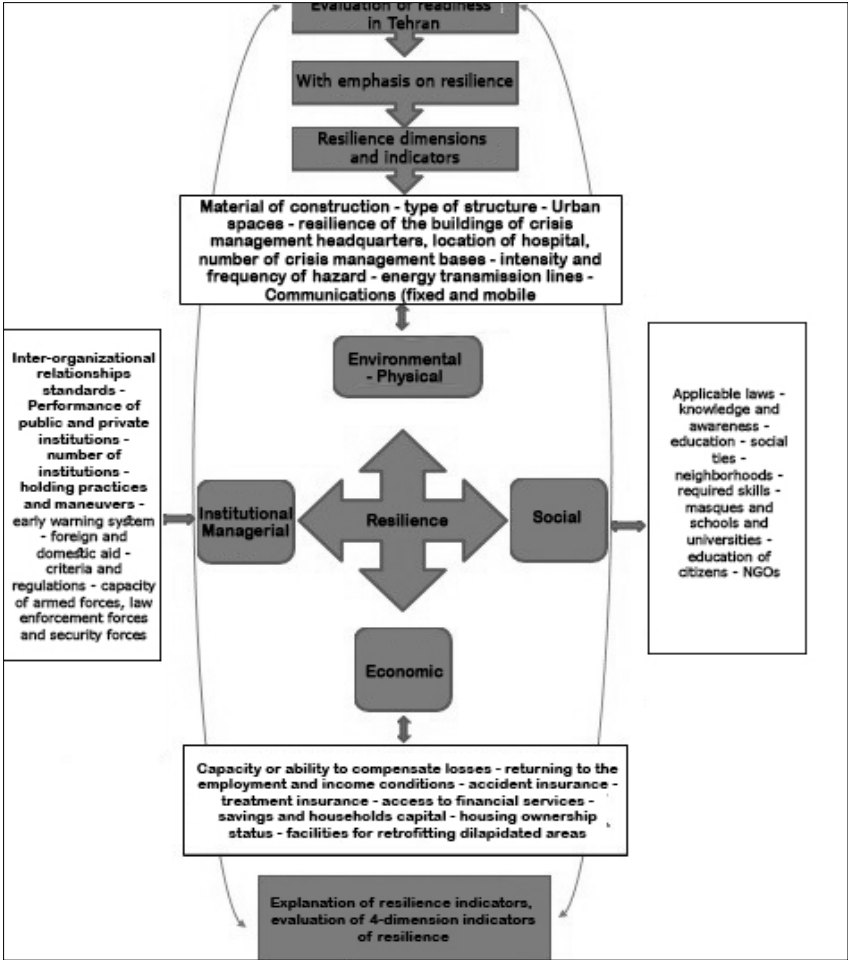 Evaluation of readiness
in Tehran
With emphasis on resilience
Resilience dimensions
and indicators
Material of construction - type of structure - Urban
spaces - resilience of the buildings of crisis
management headquarters, location of hospital,
number of crisis management bases - intensity and
frequency of hazard - energy transmission lines -
Communications (fixed and mobile
Environmental
- Physical
Inter-organizational
relationships
standards -
Performance of
public and private
institutions -
number of
institutions -
holding practices
and maneuvers -
early warning system
- foreign and
domestic aid -
criteria and
regulations - capacity
of armed forces, law
enforcement forces
and security forces
Institutional
Managerial
Resilience
Social
Applicable laws -
knowledge and
awareness -
education - social
ties -
neighborhoods -
required skills -
masques and
schools and
universities -
education of
citizens - NGOs
Economic
Capacity or ability to compensate losses - returning to the
employment and income conditions - accident insurance -
treatment insurance - access to financial services -
savings and households capital - housing ownership
status - facilities for retrofitting dilapidated areas
Explanation of resilience indicators,
evaluation of 4-dimension indicators
of resilience